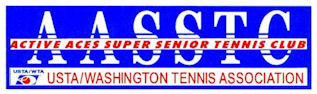 AASSTC
ACTIVE ACES SUPER SENIOR TENNIS CLUB
USTA/WTA
USTA/WASHINGTON TENNIS ASSOCIATION